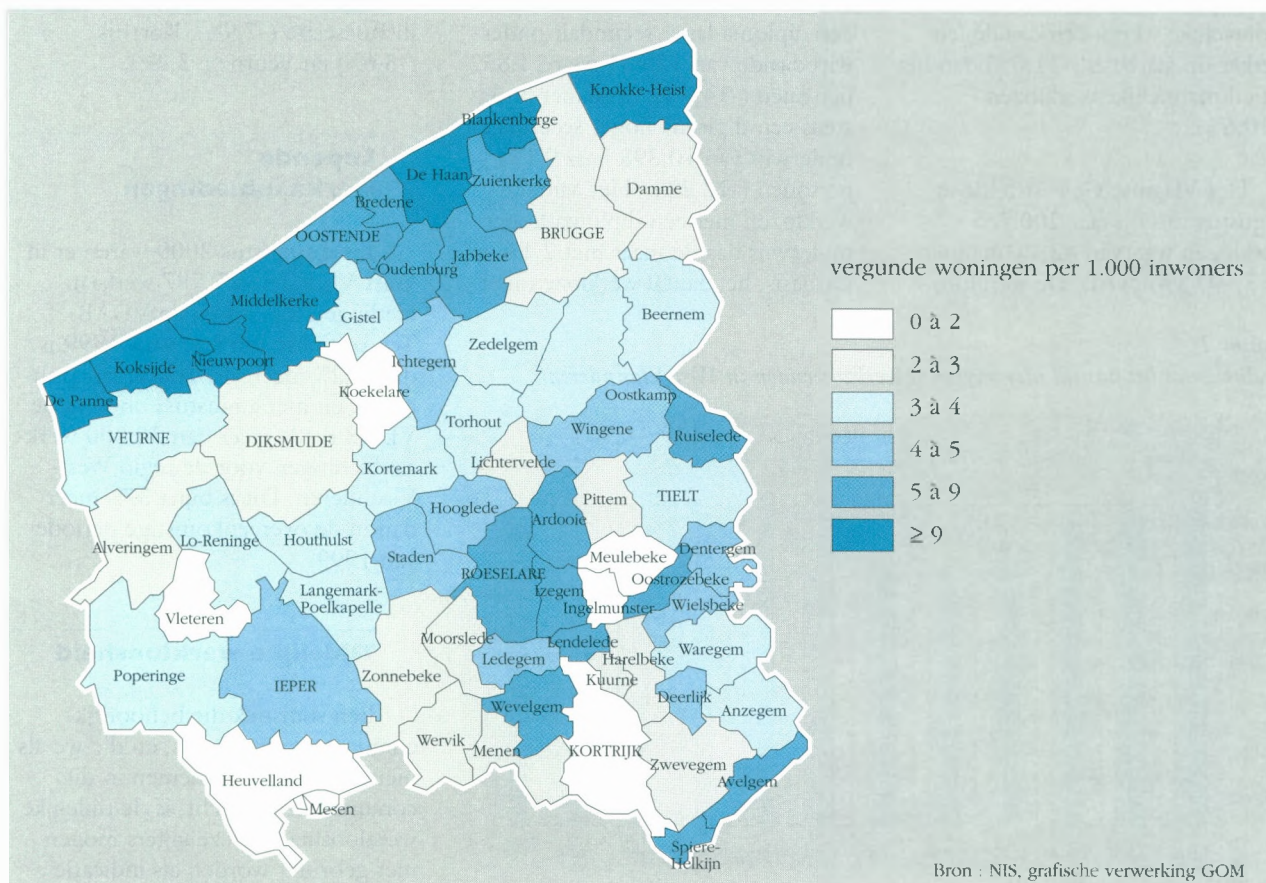 Knokke-Heist
Blankenberge
De Haan
Zuienkerke
Damme
Bredene
OOSTENDE
BRUGGE
Jabbeke
Oudenburg
Middelkerke
Gistel
Beernem
Zedelgem
Ichtegem
Nieuwpoort
Koksijde
Koekelare
De Panne
Oostkamp
VEURNE
DIKSMUIDE
Torhout
Wingene
Ruiselede
Kortemark
Lichtervelde
Pittem
TIELT
Hooglede
Ardooie
Alveringem
Lo-Reninge
Houthulst
Staden
Meulebeke
Dentergem
ROESELARE
Oostrozebeke
Langemark-
Poelkapelle
Izegem
Ingelmunster
Wielsbeke
Vleteren
Moorslede
Lendelede
Waregem
Ledegem
Harelbeke
Poperinge
IEPER
Zonnebeke
Kuurne
Deerlijk
Wevelgem
Anzegem
Wervik
Menen
KORTRIJK
Zwevegem
Heuvelland
Avelgem
Mesen
Spiere-
Helkijn
vergunde woningen per 1.000 inwoners
0 à 2
2 à 3
3 à 4
4 à 5
5 à 9
≥ 9
Bron : NIS, grafische verwerking GOM